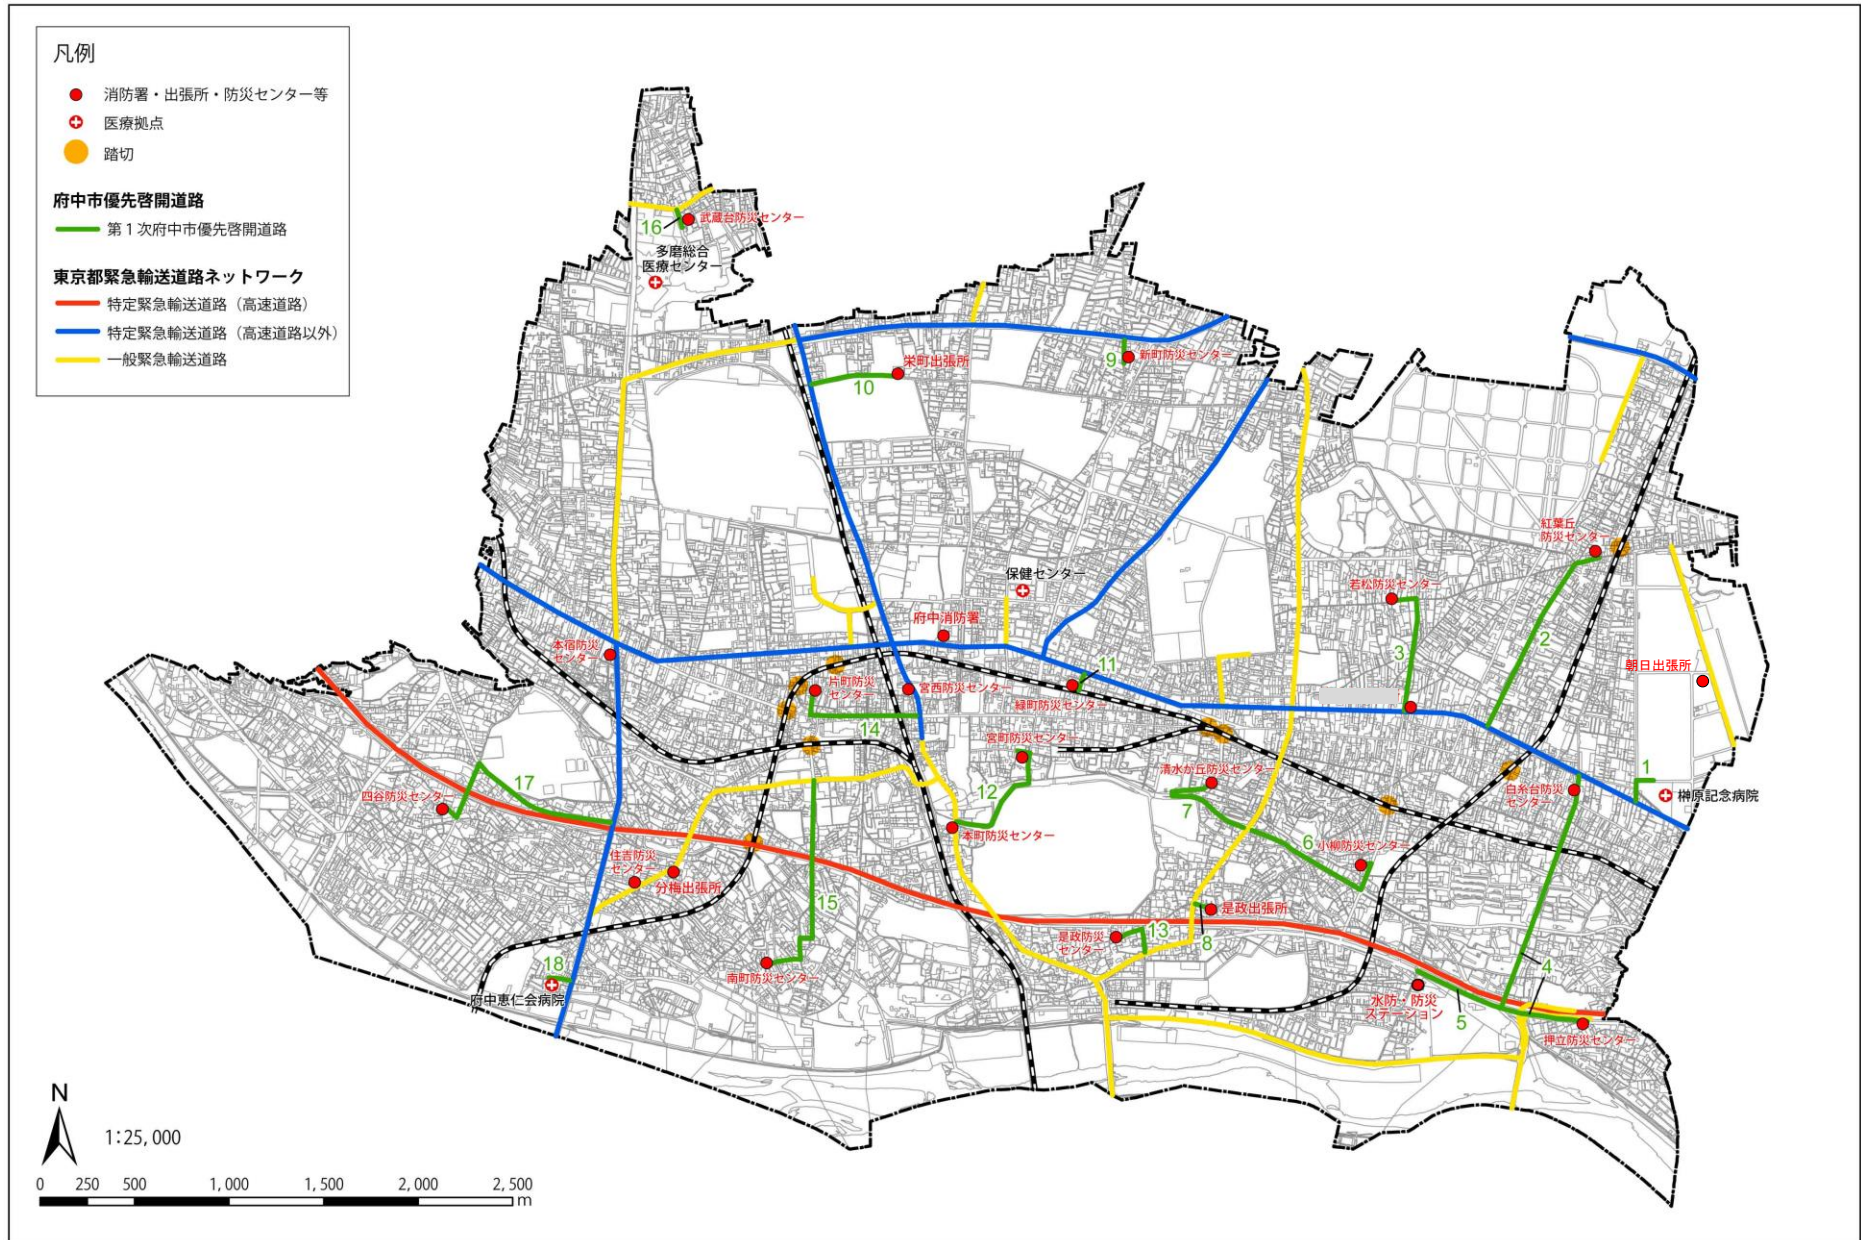 凡例
消防署・出張所・防災センター等
医療拠点
踏切
府中市優先啓開道路
第１次府中市優先啓開道路
東京都緊急輸送道路ネットワーク
特定緊急輸送道路（高速道路）
特定緊急輸送道路（高速道路以外）
一般緊急輸送道路
16
武蔵台防災センター
多磨総合
医療センター
栄町出張所
10
9
新町防災センター
紅葉丘
防災センター
保健センター
若松防災センター
府中消防署
2
3
本宿防災
センター
朝日出張所
11
片町防災
センター
宮西防災センター
緑町防災センター
14
宮町防災センター
清水が丘防災センター
1
17
四谷防災センター
12
7
白糸台防災
センター
榊原記念病院
本町防災センター
6
小柳防災センター
住吉防災
センター
分梅出張所
15
是政出張所
是政防災
センター
13
8
18
南町防災センター
4
府中恵仁会病院
水防・防災
ステーション
5
押立防災センター
N
1:25,000
0 250 500 1,000 1,500 2,000 2,500
m